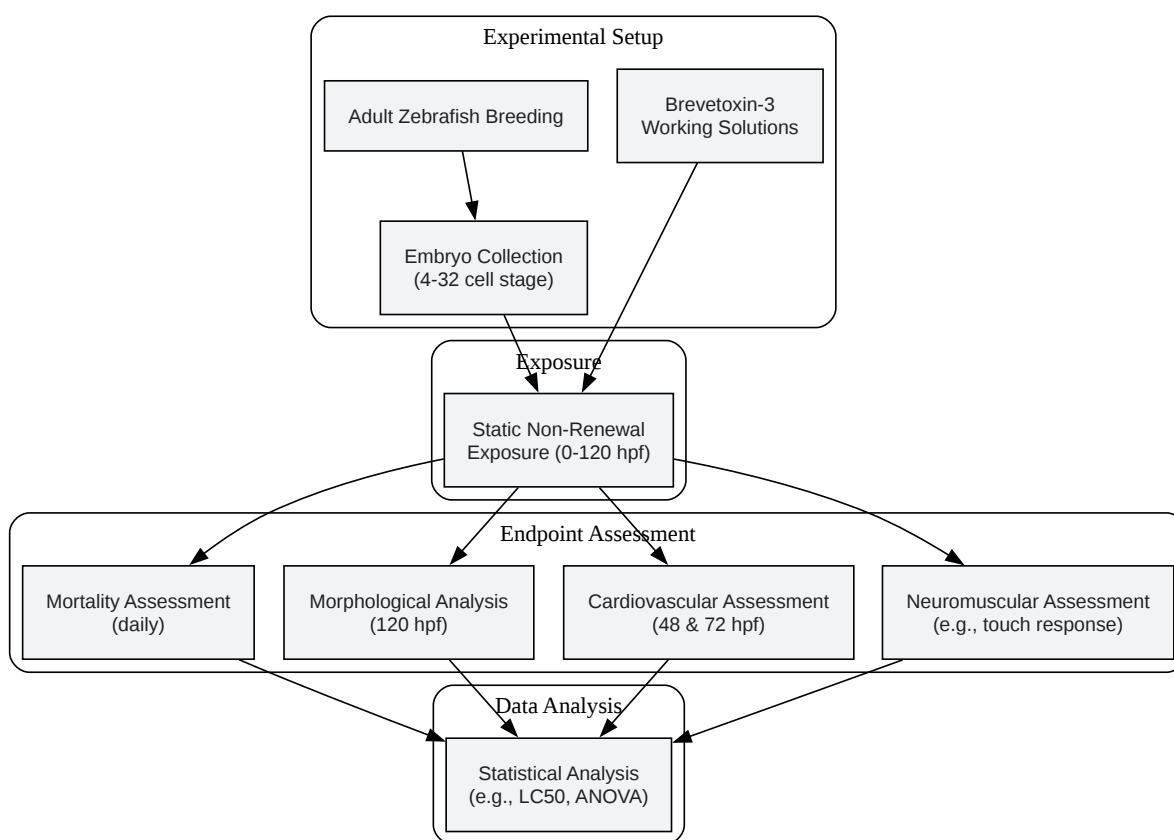 Experimental Setup
Adult Zebrafish Breeding
Brevetoxin-3
Working Solutions
Embryo Collection
(4-32 cell stage)
Exposure
Static Non-Renewal
Exposure (0-120 hpf)
Endpoint Assessment
Mortality Assessment
(daily)
Morphological Analysis
(120 hpf)
Cardiovascular Assessment
(48 & 72 hpf)
Neuromuscular Assessment
(e.g., touch response)
Data Analysis
Statistical Analysis
(e.g., LC50, ANOVA)